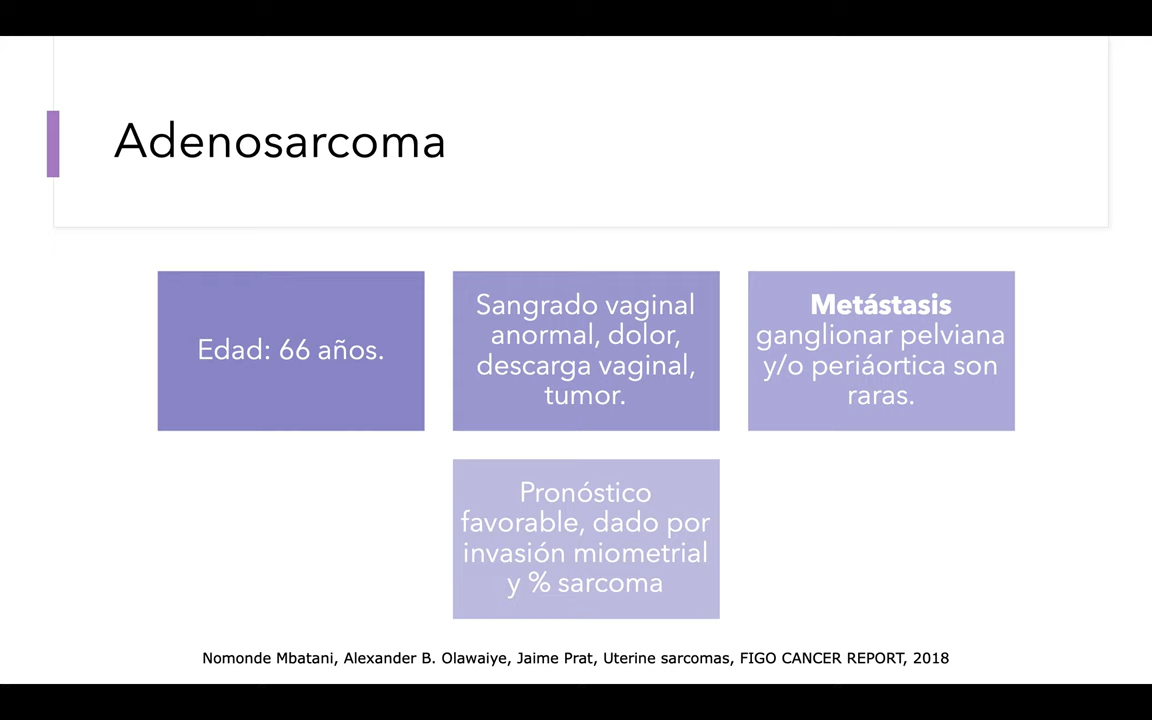 Adenosarcoma
Edad: 66 años.
Sangrado vaginal
anormal, dolor,
descarga vaginal,
tumor.
Metástasis
ganglionar pelviana
y/o periáortica son
raras.
Pronóstico
favorable, dado por
invasión miometrial
y % sarcoma
Nomonde Mbatani, Alexander B. Olawaiye, Jaime Prat, Uterine sarcomas, FIGO CANCER REPORT, 2018